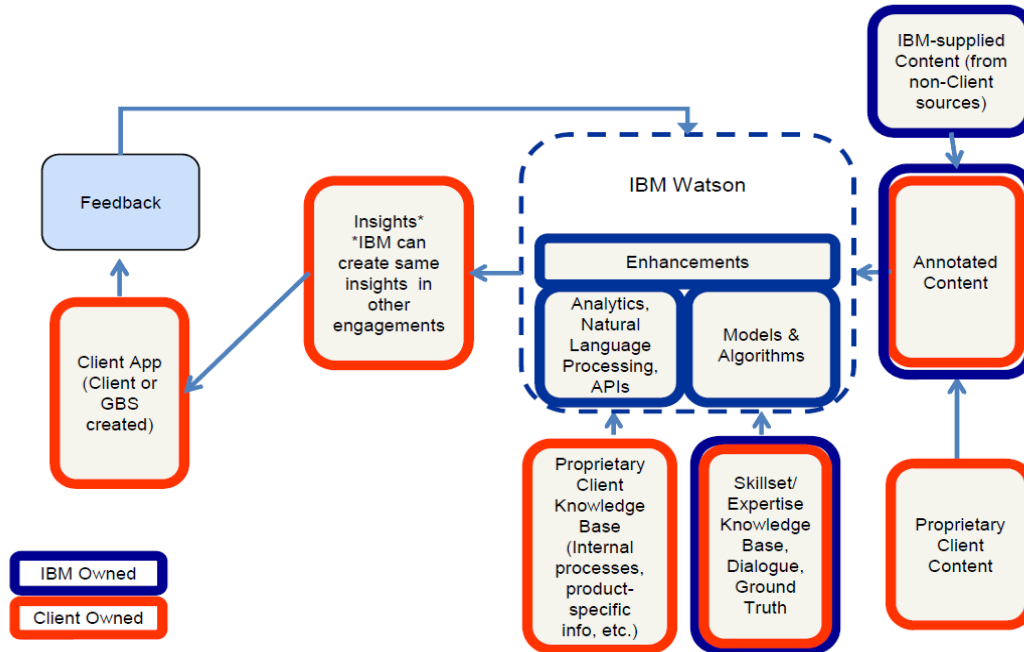 IBM-supplied
Content (from
non-Client
sources)
IBM Watson
Feedback
Insights*
*IBM can
create same
insights in
other
engagements
Enhancements
Annotated
Content
Analytics,
Natural
Language
Processing,
APIs
Models &
Algorithms
Client App
(Client or
GBS
created)
Proprietary
Client
Knowledge
Base
(Internal
processes,
product-
specific
info, etc.)
Skillset/
Expertise
Knowledge
Base,
Dialogue,
Ground
Truth
Proprietary
Client
Content
IBM Owned
Client Owned